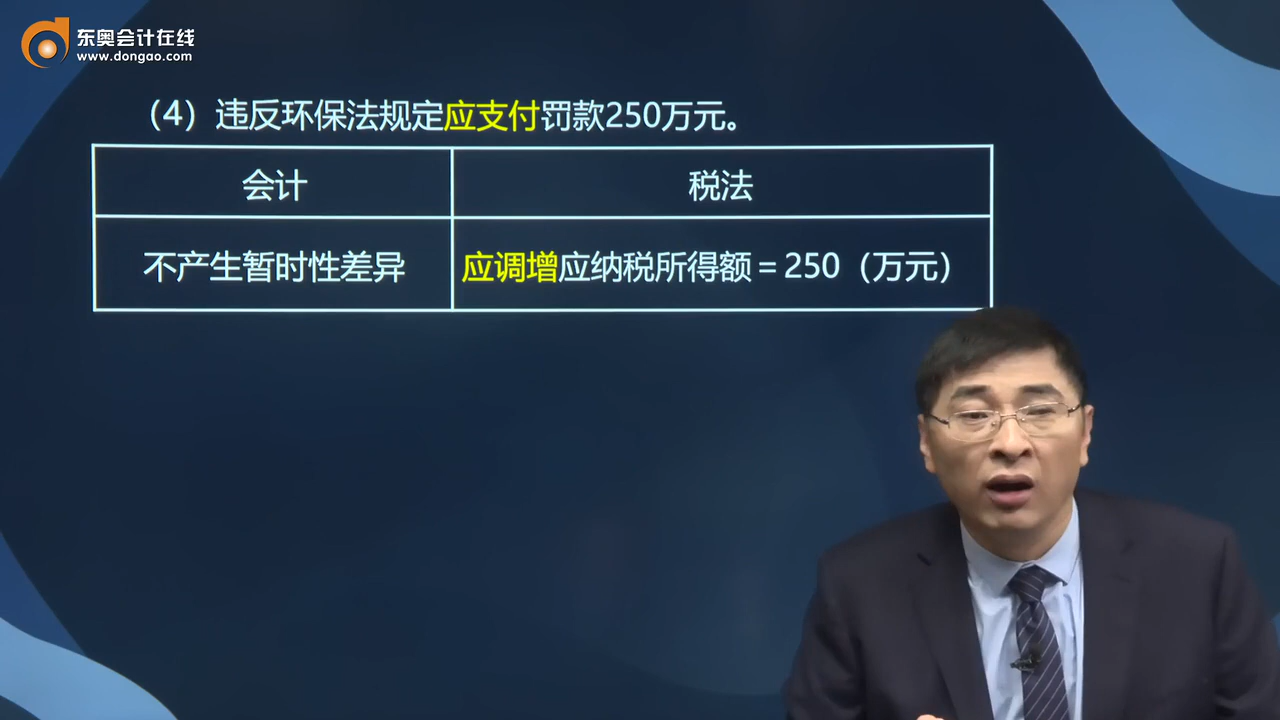 东奥会计在线
www.dongao.com
（4）违反环保法规定应支付罚款250万元。
会计
税法
不产生暂时性差异
应调增应纳税所得额＝250（万元）